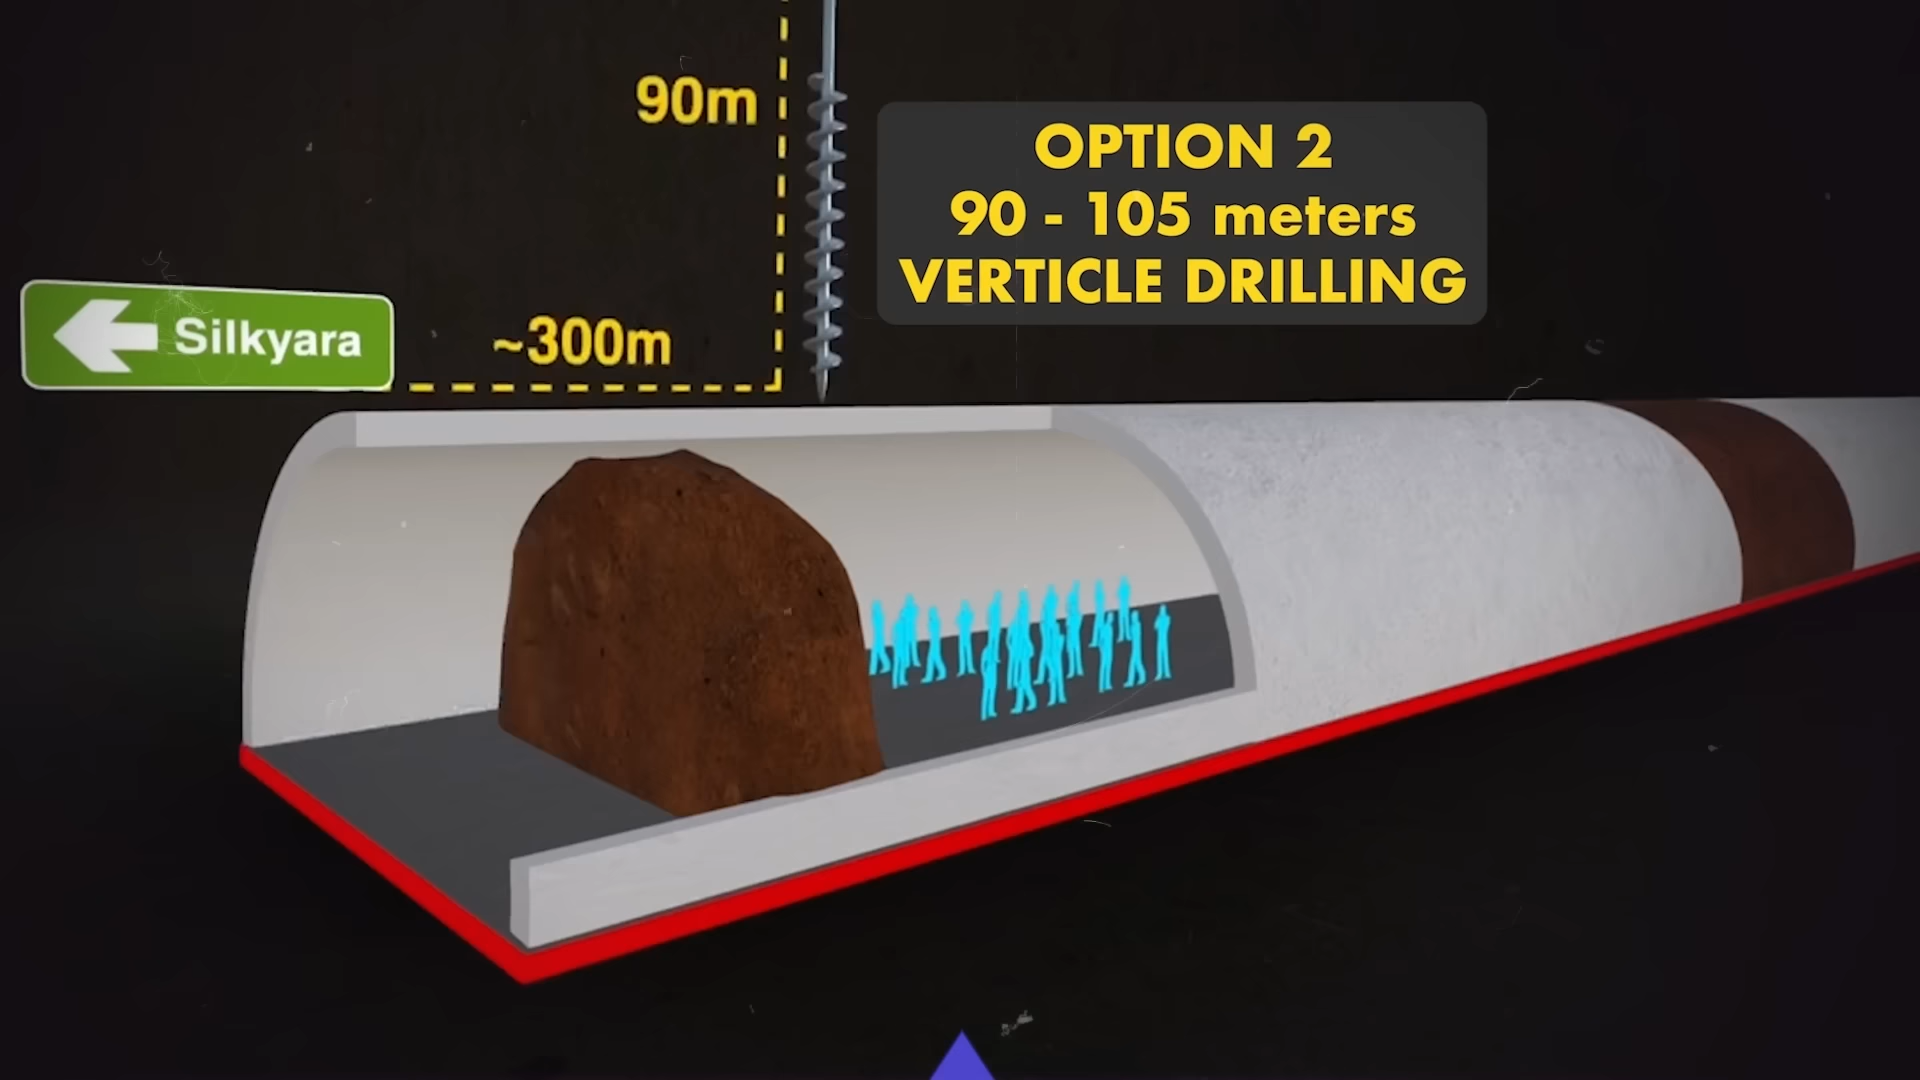 90m
OPTION 2
90 - 105 meters
VERTICLE DRILLING
Silkyara
~300m